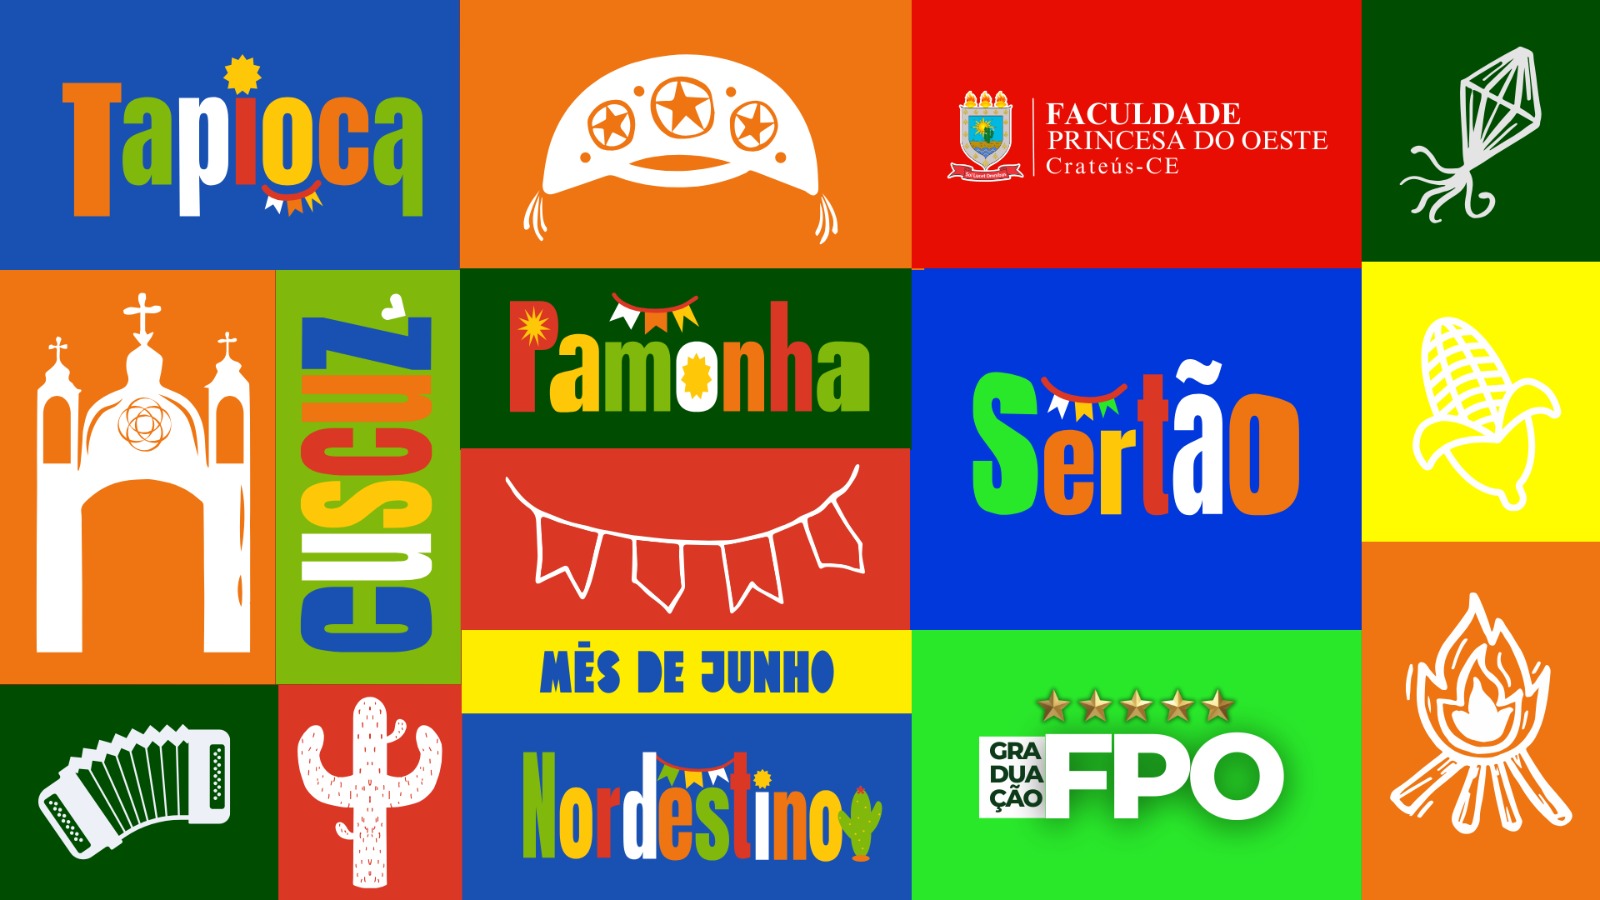 Tapioca
FACULDADE
PRINCESA DO OESTE
Crateús-CE
cuscuz
Pamonha
Sertão
MÊS DE JUNHO
Nordestino
GRA
DUA
ÇÃO
FPO